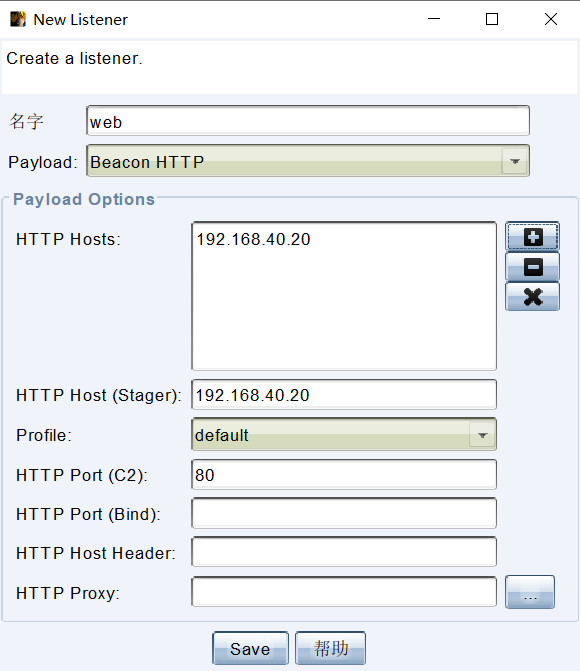 New Listener
Create a listener.
名字 web
Payload: Beacon HTTP
Payload Options
HTTP Hosts: 192.168.40.20
HTTP Host (Stager): 192.168.40.20
Profile: default
HTTP Port (C2): 80
HTTP Port (Bind):
HTTP Host Header:
HTTP Proxy: ...
Save 帮助